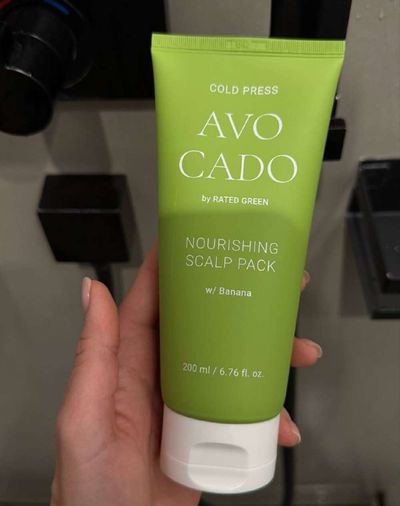 COLD PRESS
AVO
CADO
by RATED GREEN
NOURISHING
SCALP PACK
w/ Banana
200 ml / 6.76 fl. oz.